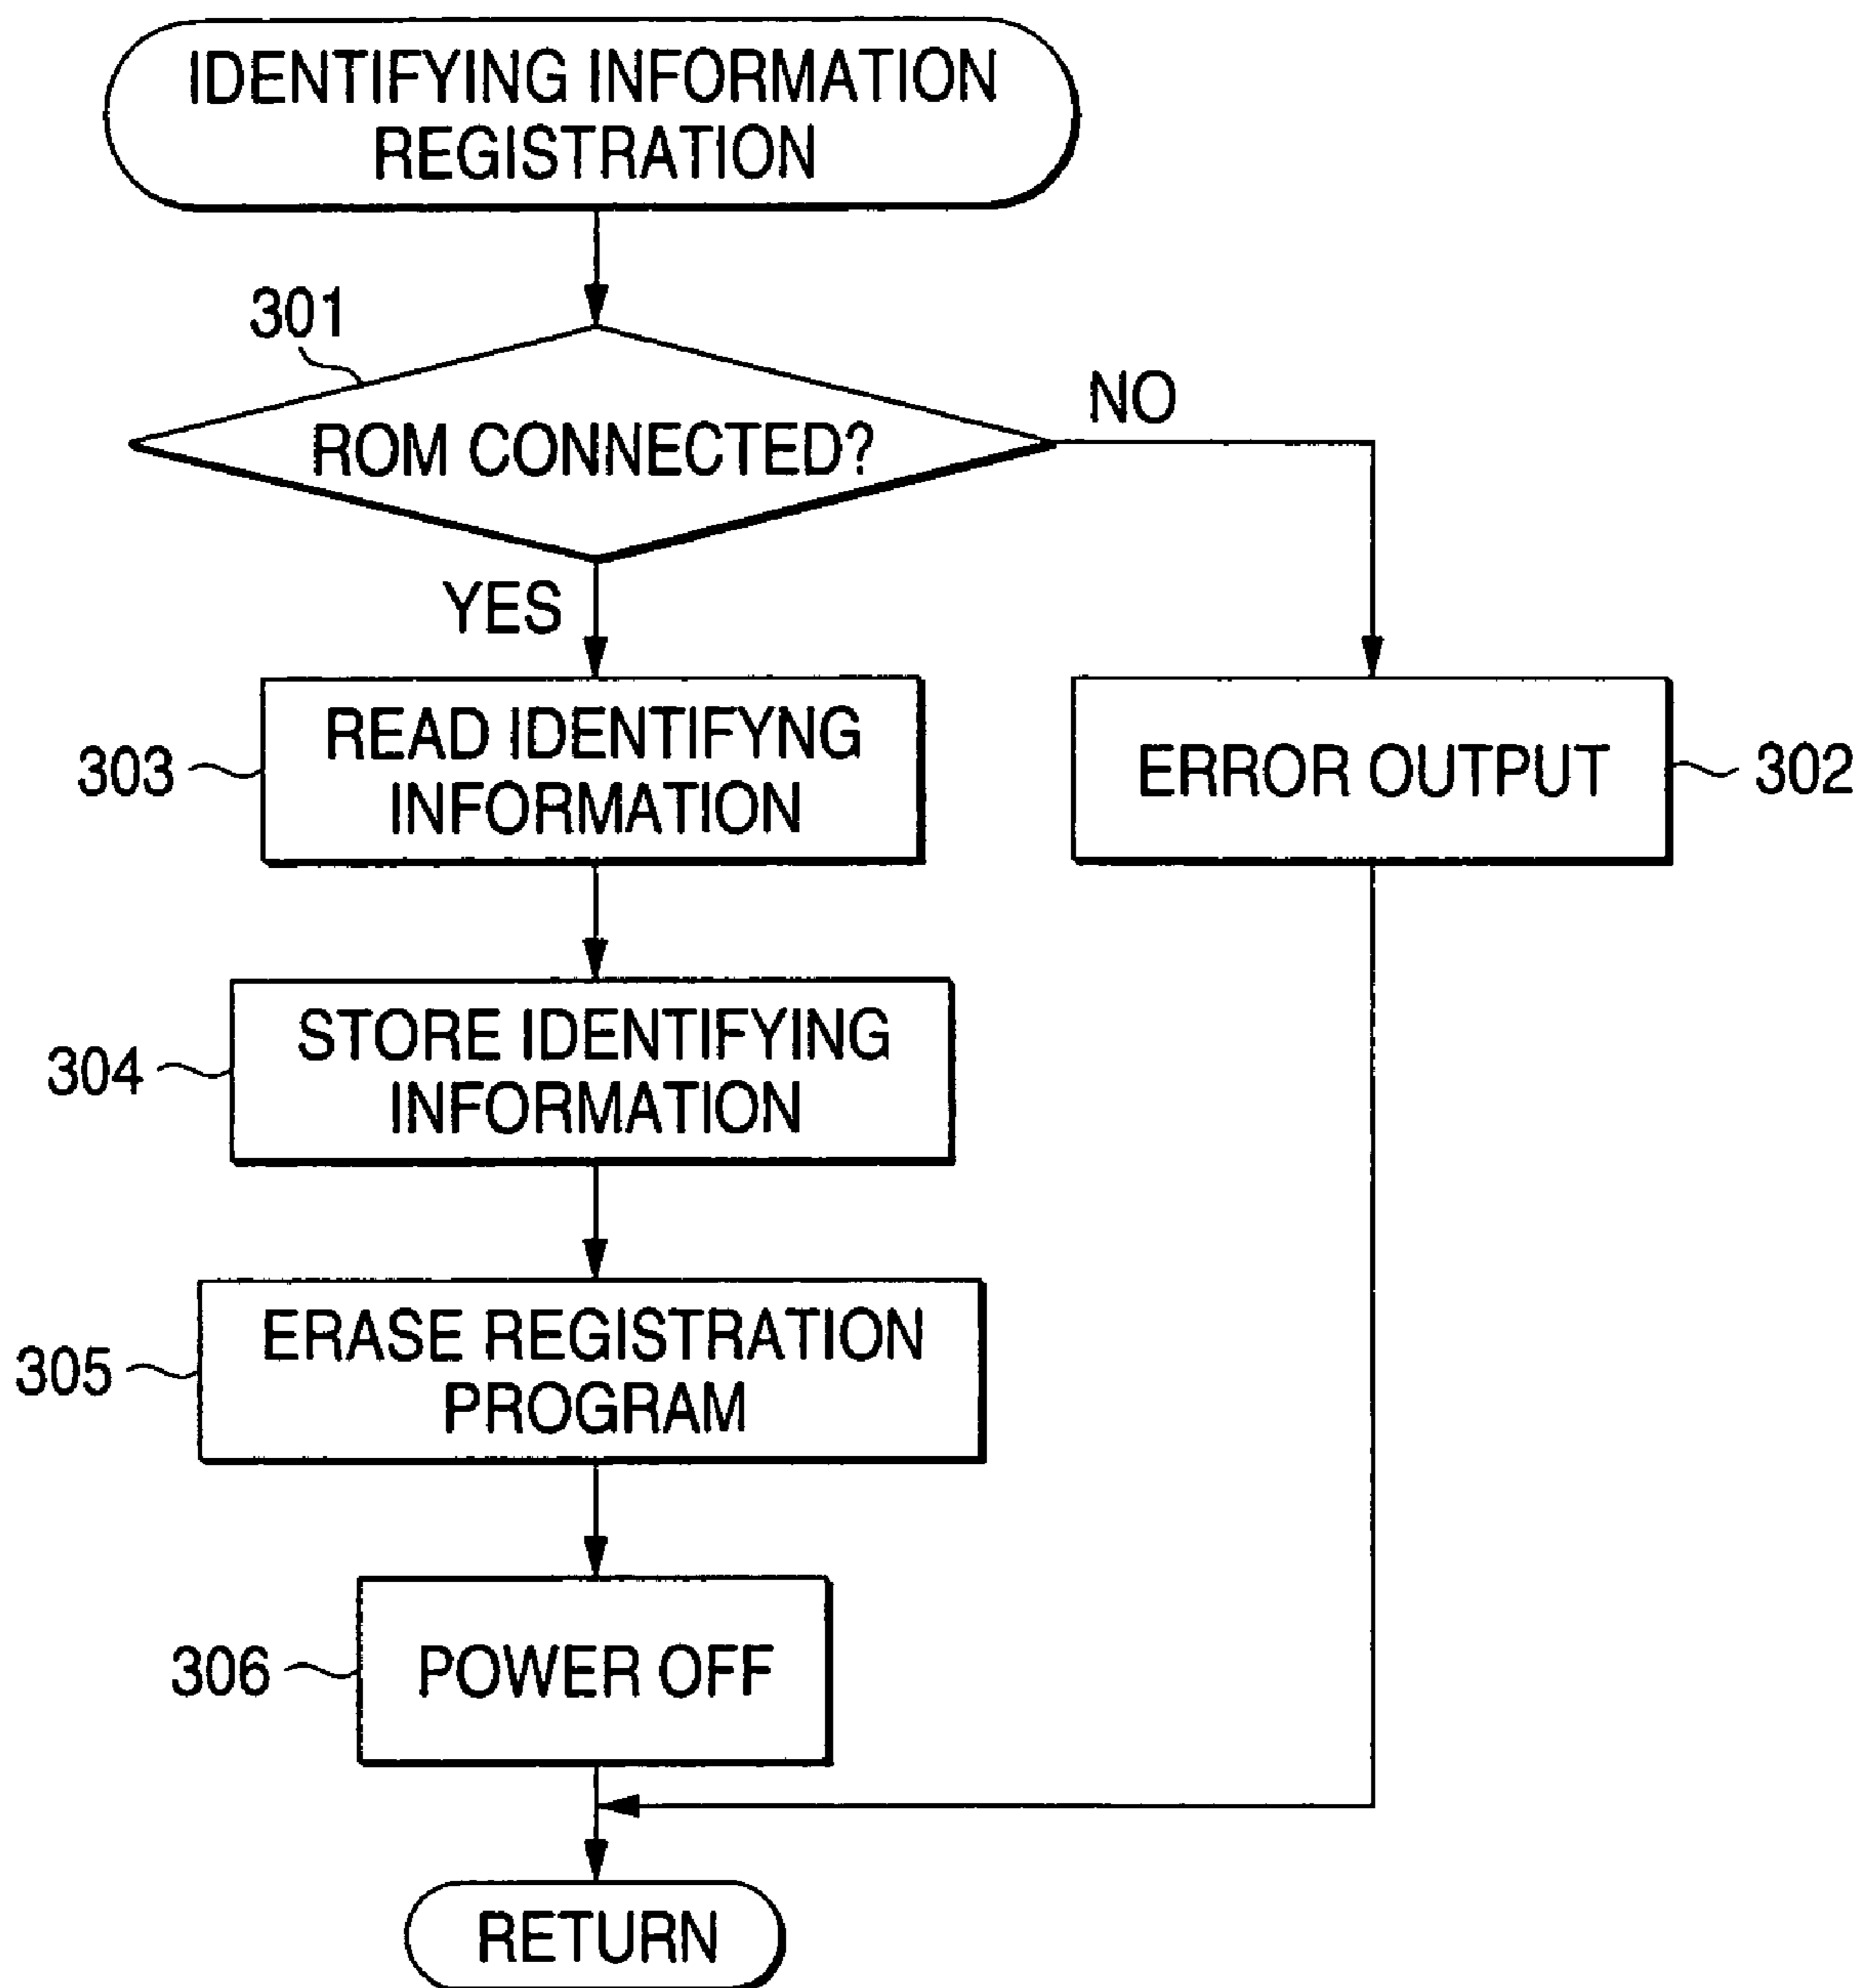 IDENTIFYING INFORMATION
REGISTRATION
301
ROM CONNECTED?
NO
YES
READ IDENTIFYNG
INFORMATION
303
ERROR OUTPUT
302
STORE IDENTIFYING
INFORMATION
304
ERASE REGISTRATION
PROGRAM
305
POWER OFF
306
RETURN